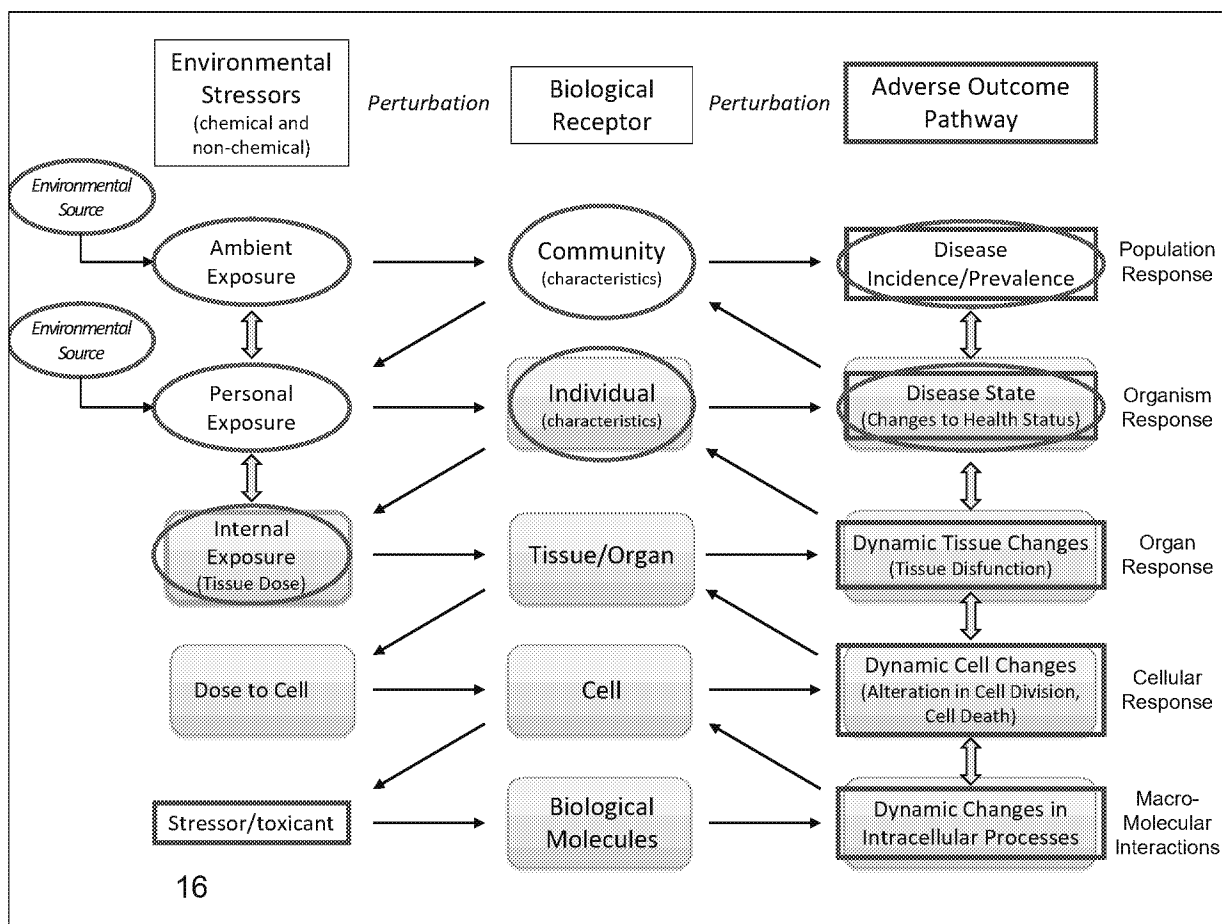 Environmental
Stressors
(chemical and
non-chemical)
Perturbation
Biological
Receptor
Perturbation
Adverse Outcome
Pathway
Environmental
Source
Ambient
Exposure
Community
(characteristics)
Disease
Incidence/Prevalence
Population
Response
Environmental
Source
Personal
Exposure
Individual
(characteristics)
Disease State
(Changes to Health Status)
Organism
Response
Internal
Exposure
(Tissue Dose)
Tissue/Organ
Dynamic Tissue Changes
(Tissue Disfunction)
Organ
Response
Dose to Cell
Cell
Dynamic Cell Changes
(Alteration in Cell Division,
Cell Death)
Cellular
Response
Stressor/toxicant
Biological
Molecules
Dynamic Changes in
Intracellular Processes
Macro-
Molecular
Interactions
16